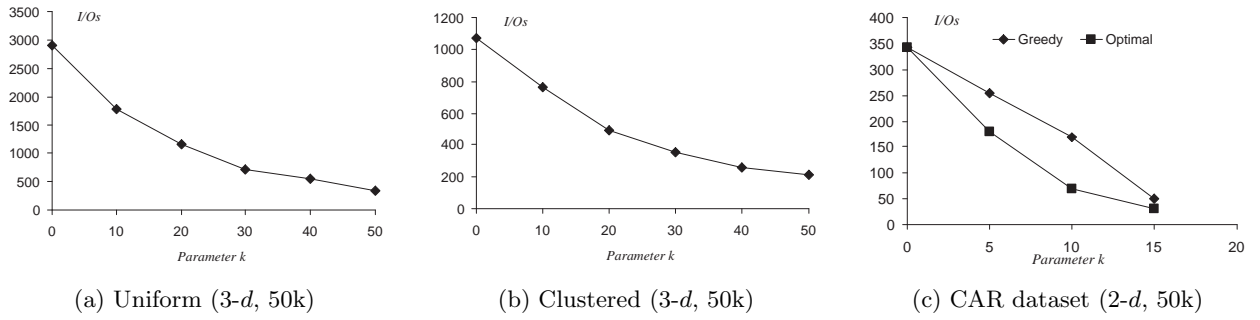 I/Os
3500
3000
2500
2000
1500
1000
500
0
0 10 20 30 40 50
Parameter k
(a) Uniform (3-d, 50k)
I/Os
1200
1000
800
600
400
200
0
0 10 20 30 40 50
Parameter k
(b) Clustered (3-d, 50k)
I/Os
Greedy Optimal
400
350
300
250
200
150
100
50
0
0 5 10 15 20
Parameter k
(c) CAR dataset (2-d, 50k)